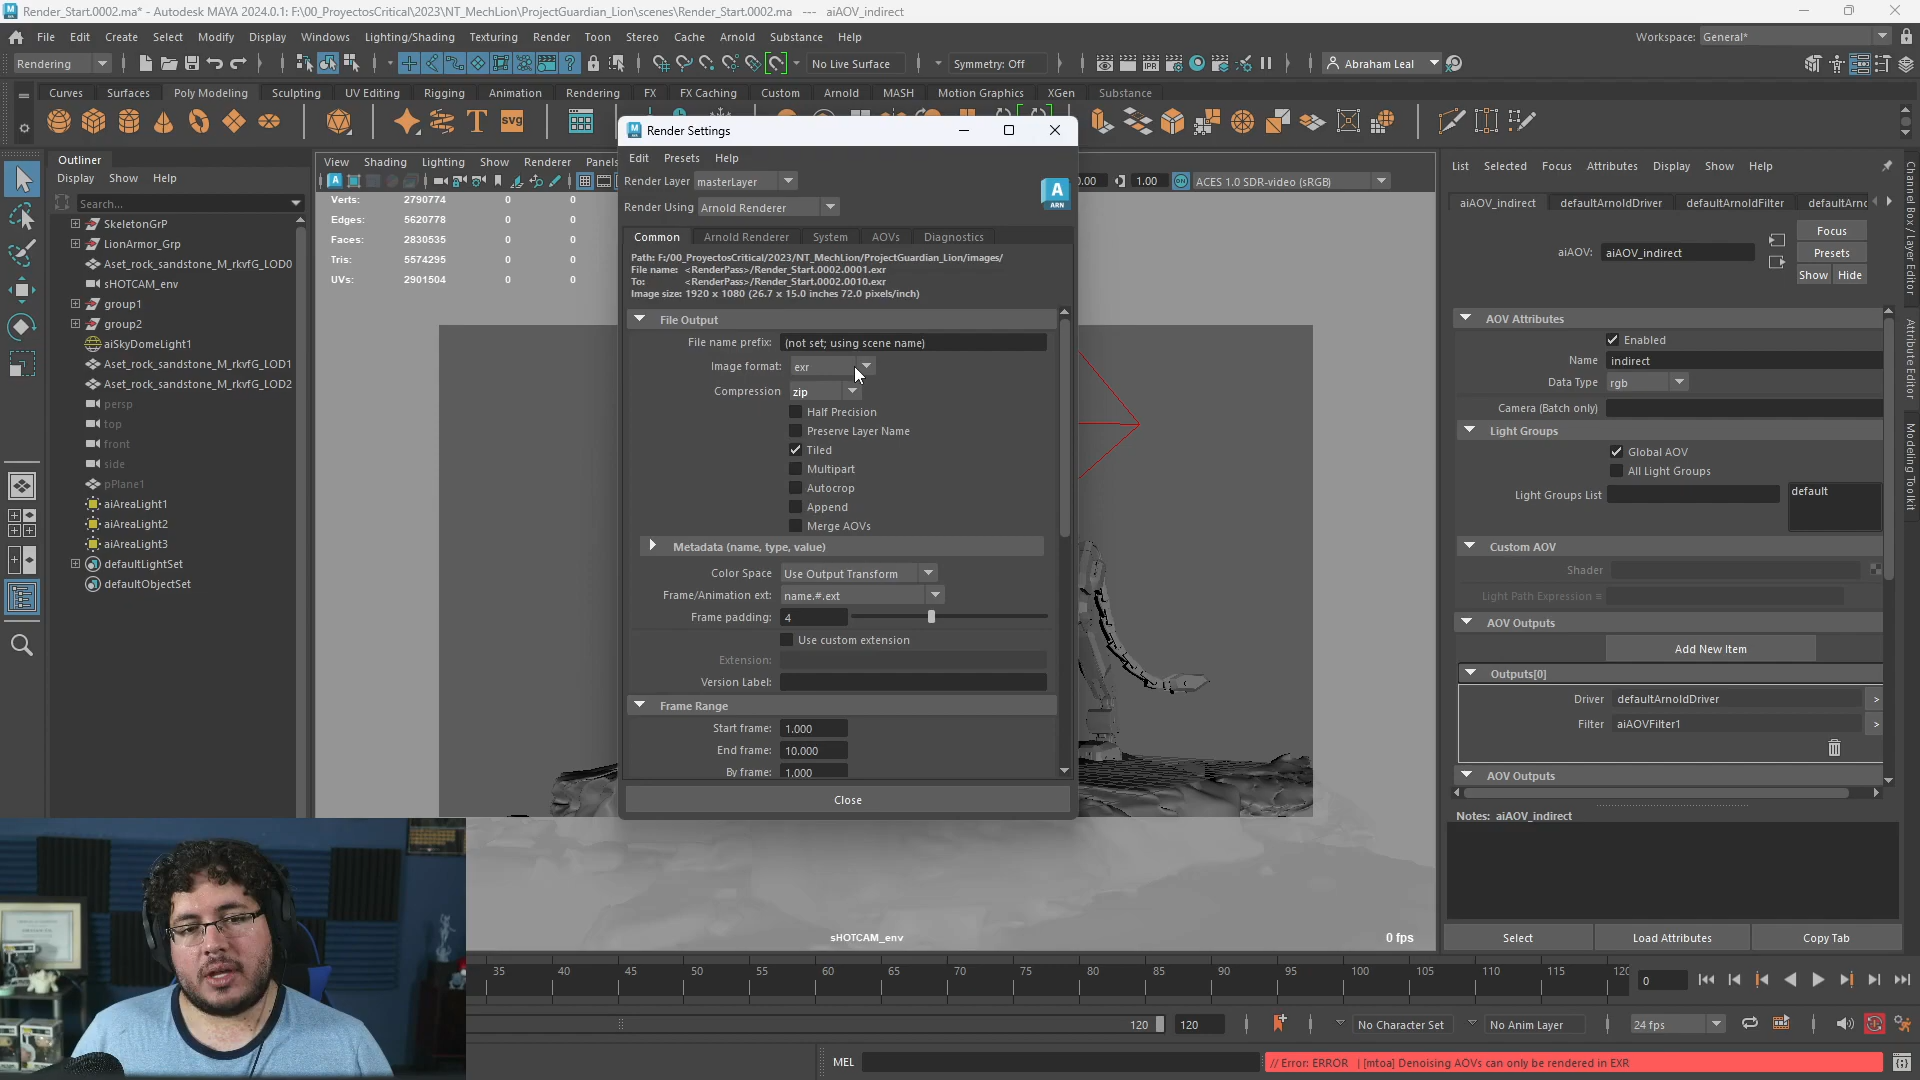 Render_Start.0002.ma* - Autodesk MAYA 2024.0.1: F:\00_ProyectosCritical\2023\NT_MechLion\ProjectGuardian_Lion\scenes\Render_Start.0002.ma --- aiAOV_indirect
File Edit Create Select Modify Display Windows Lighting/Shading Texturing Render Toon Stereo Cache Arnold Substance Help
Workspace: General*
Rendering
No Live Surface
Symmetry: Off
Abraham Leal
Curves Surfaces Poly Modeling Sculpting UV Editing Rigging Animation Rendering FX FX Caching Custom Arnold MASH Motion Graphics XGen Substance
Outliner
Display Show Help
Search...
SkeletonGrP
LionArmor_Grp
Aset_rock_sandstone_M_rkvfG_LOD0
sHOTCAM_env
group1
group2
aiSkyDomeLight1
Aset_rock_sandstone_M_rkvfG_LOD1
Aset_rock_sandstone_M_rkvfG_LOD2
persp
top
front
side
pPlane1
aiAreaLight1
aiAreaLight2
aiAreaLight3
defaultLightSet
defaultObjectSet
View Shading Lighting Show Renderer Panels
1.00 ACES 1.0 SDR-video (sRGB)
Verts: 2790774 0 0
Edges: 5620778 0 0
Faces: 2830535 0 0
Tris: 5574295 0 0
UVs: 2901504 0 0
Render Settings
Edit Presets Help
Render Layer masterLayer
Render Using Arnold Renderer
A
ARN
Common Arnold Renderer System AOVs Diagnostics
Path: F:/00_ProyectosCritical/2023/NT_MechLion/ProjectGuardian_Lion/images/
File name: <RenderPass>/Render_Start.0002.0001.exr
To: <RenderPass>/Render_Start.0002.0010.exr
Image size: 1920 x 1080 (26.7 x 15.0 inches 72.0 pixels/inch)
File Output
File name prefix: (not set; using scene name)
Image format: exr
Compression zip
Half Precision
Preserve Layer Name
Tiled
Multipart
Autocrop
Append
Merge AOVs
Metadata (name, type, value)
Color Space Use Output Transform
Frame/Animation ext: name.#.ext
Frame padding: 4
Use custom extension
Extension:
Version Label:
Frame Range
Start frame: 1.000
End frame: 10.000
By frame: 1.000
Close
sHOTCAM_env
0 fps
List Selected Focus Attributes Display Show Help
aiAOV_indirect defaultArnoldDriver defaultArnoldFilter defaultArnc
aiAOV: aiAOV_indirect
Focus
Presets
Show Hide
AOV Attributes
Enabled
Name indirect
Data Type rgb
Camera (Batch only)
Light Groups
Global AOV
All Light Groups
Light Groups List default
Custom AOV
Shader
Light Path Expression =
AOV Outputs
Add New Item
Outputs[0]
Driver defaultArnoldDriver >
Filter aiAOVFilter1 >
AOV Outputs
Notes: aiAOV_indirect
Select Load Attributes Copy Tab
Channel Box / Layer Editor
Attribute Editor
Modeling Toolkit
35 40 45 50 55 60 65 70 75 80 85 90 95 100 105 110 115 120
0
120 120 No Character Set No Anim Layer 24 fps
MEL // Error: ERROR | [mtoa] Denoising AOVs can only be rendered in EXR